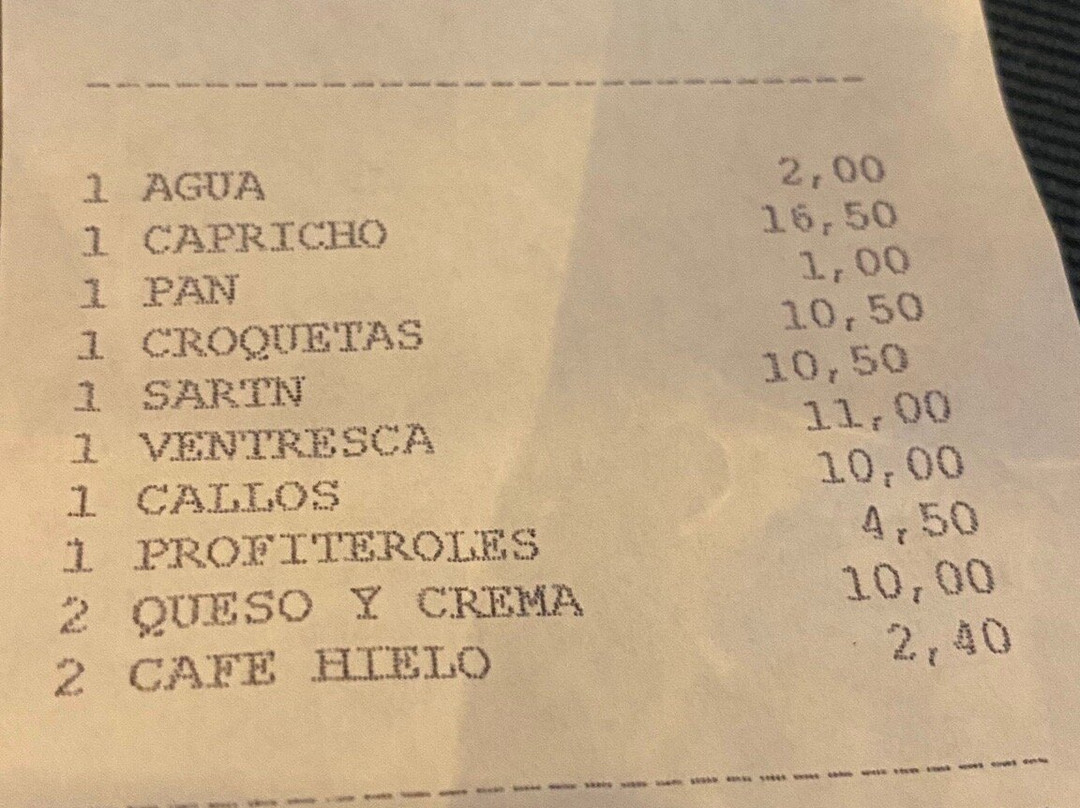 1 AGUA 2,00
1 CAPRICHO 16,50
1 PAN 1,00
1 CROQUETAS 10,50
1 SARTN 10,50
1 VENTRESCA 11,00
1 CALLOS 10,00
1 PROFITEROLES 4,50
2 QUESO Y CREMA 10,00
2 CAFE HIELO 2,40